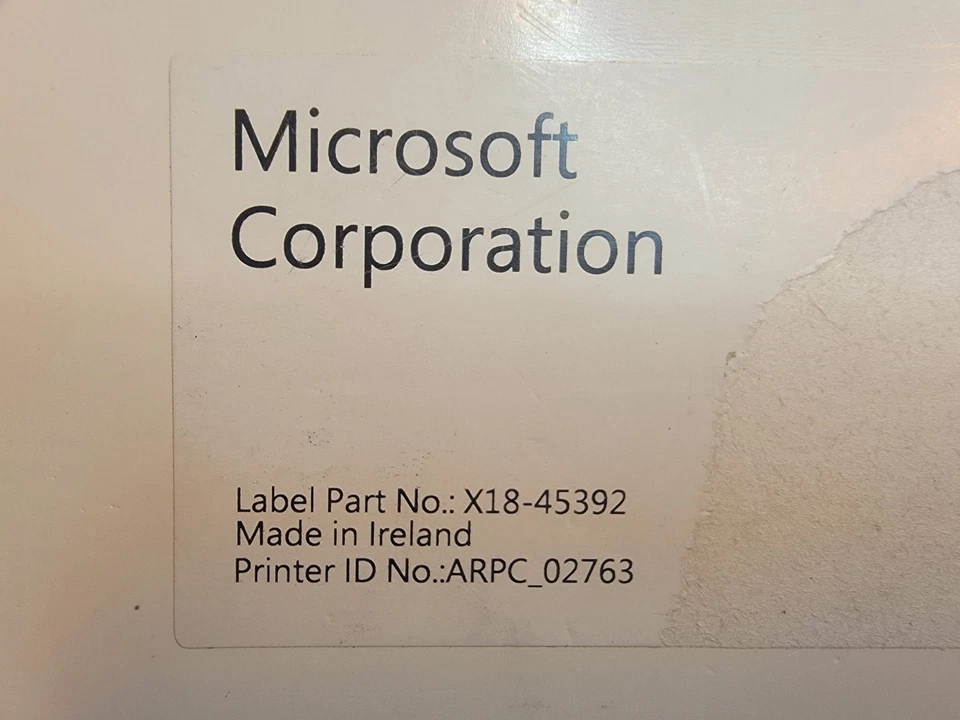 Microsoft
Corporation
Label Part No.: X18-45392
Made in Ireland
Printer ID No.:ARPC_02763